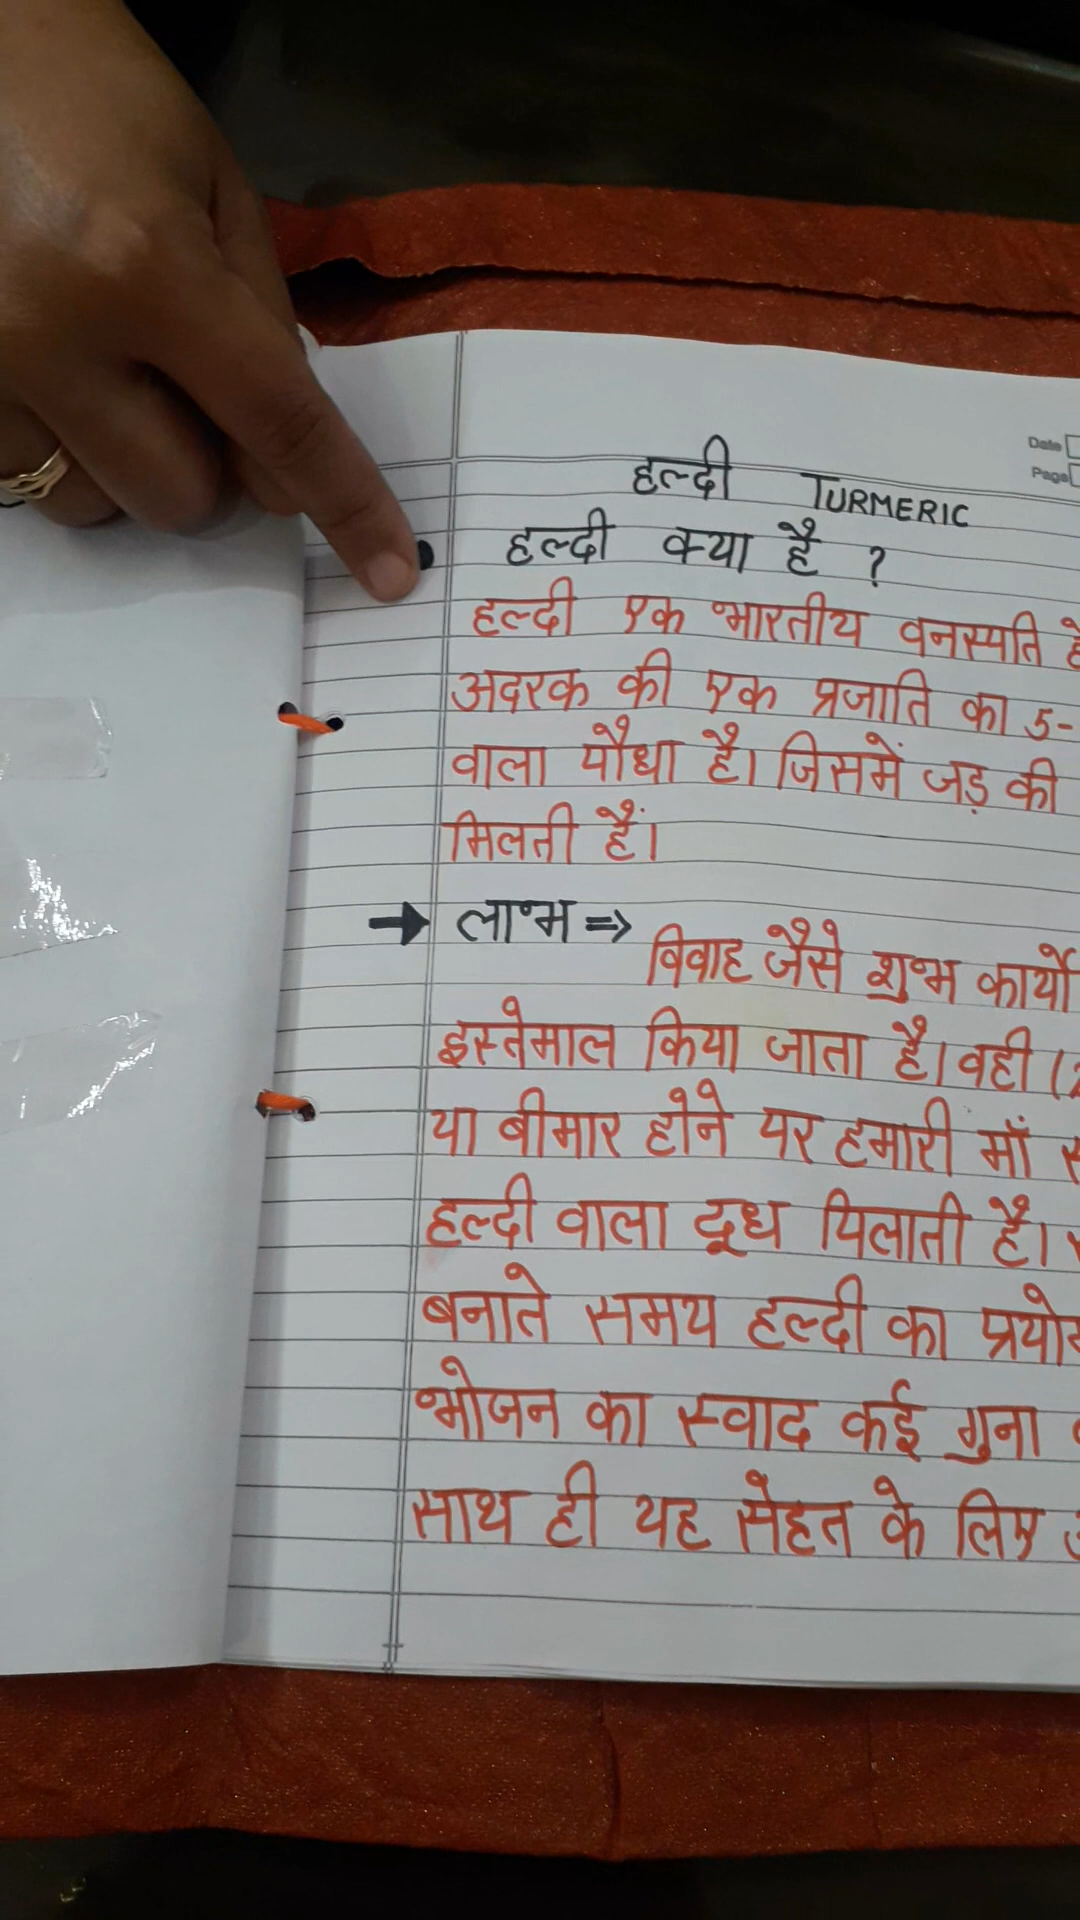 Date
Page
हल्दी TURMERIC
हल्दी क्या है ?
हल्दी एक भारतीय वनस्पति है
अदरक की एक प्रजाति का 5-
वाला पौधा है। जिसमें जड़ की
मिलती हैं।
→ लाभ ⇒
विवाह जैसे शुभ कार्यो
इस्तेमाल किया जाता है। वही
या बीमार होने पर हमारी माँ
हल्दी वाला दूध पिलाती है।
बनाते समय हल्दी का
भोजन का स्वाद कई गुना
साथ ही यह सेहत के लिए